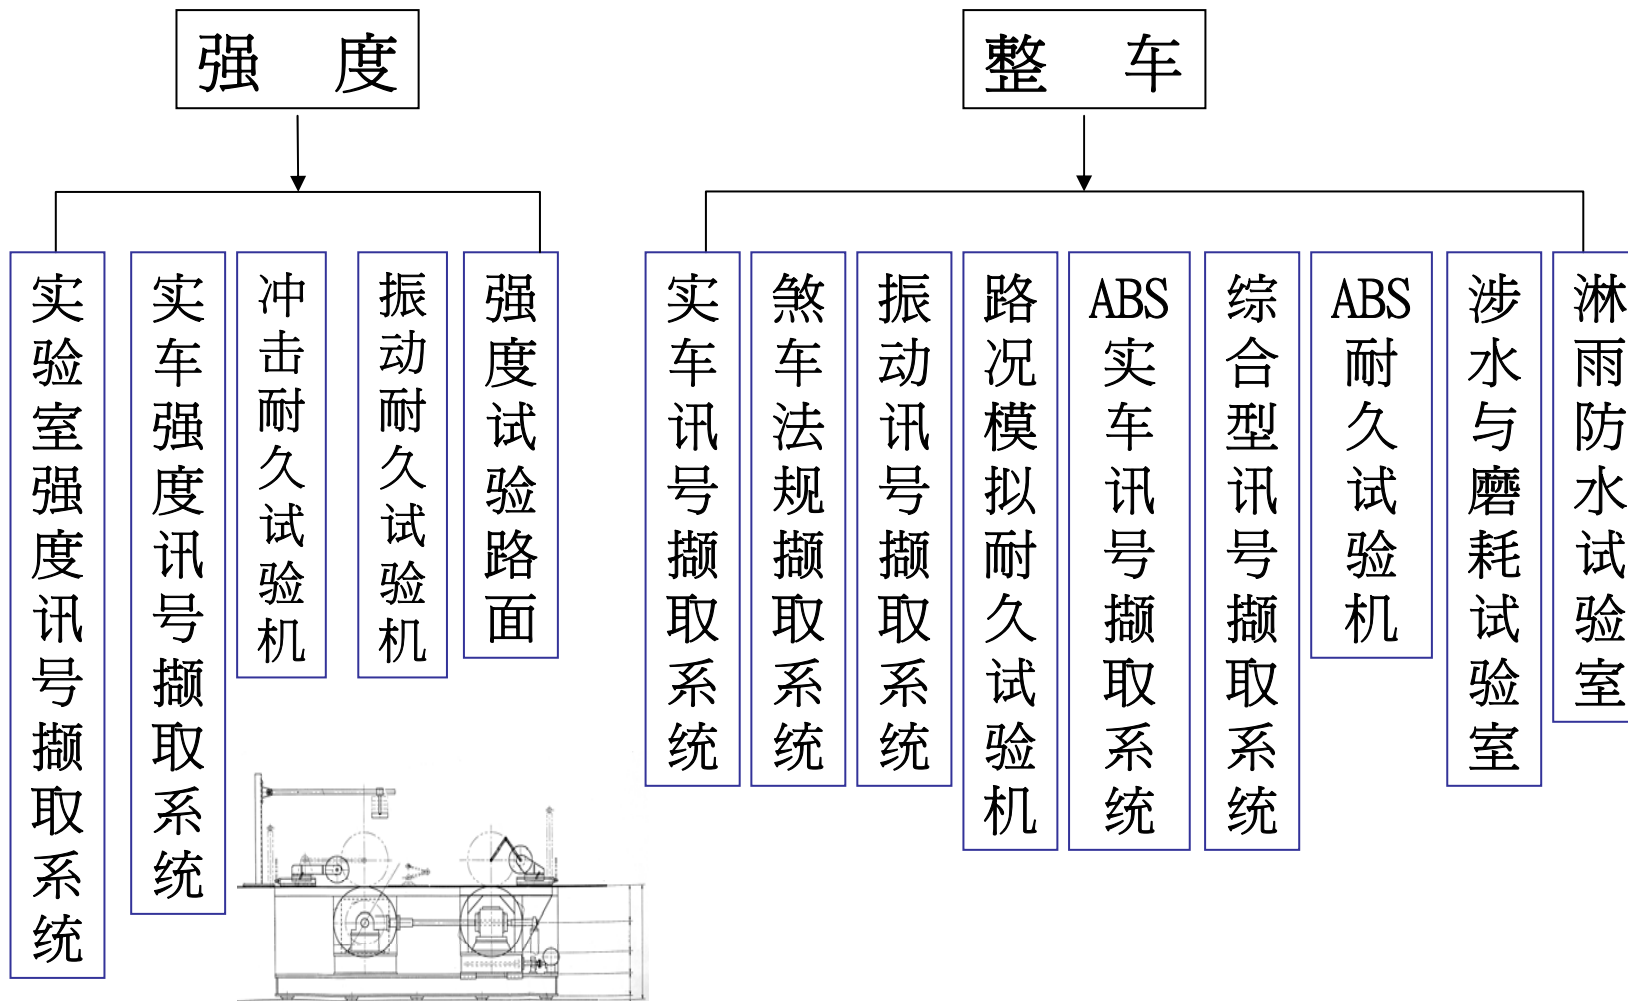 强 度
实验室强度讯号撷取系统
实车强度讯号撷取系统
冲击耐久试验机
振动耐久试验机
强度试验路面
整 车
实车讯号撷取系统
煞车法规撷取系统
振动讯号撷取系统
路况模拟耐久试验机
ABS实车讯号撷取系统
综合型讯号撷取系统
ABS耐久试验机
涉水与磨耗试验室
淋雨防水试验室